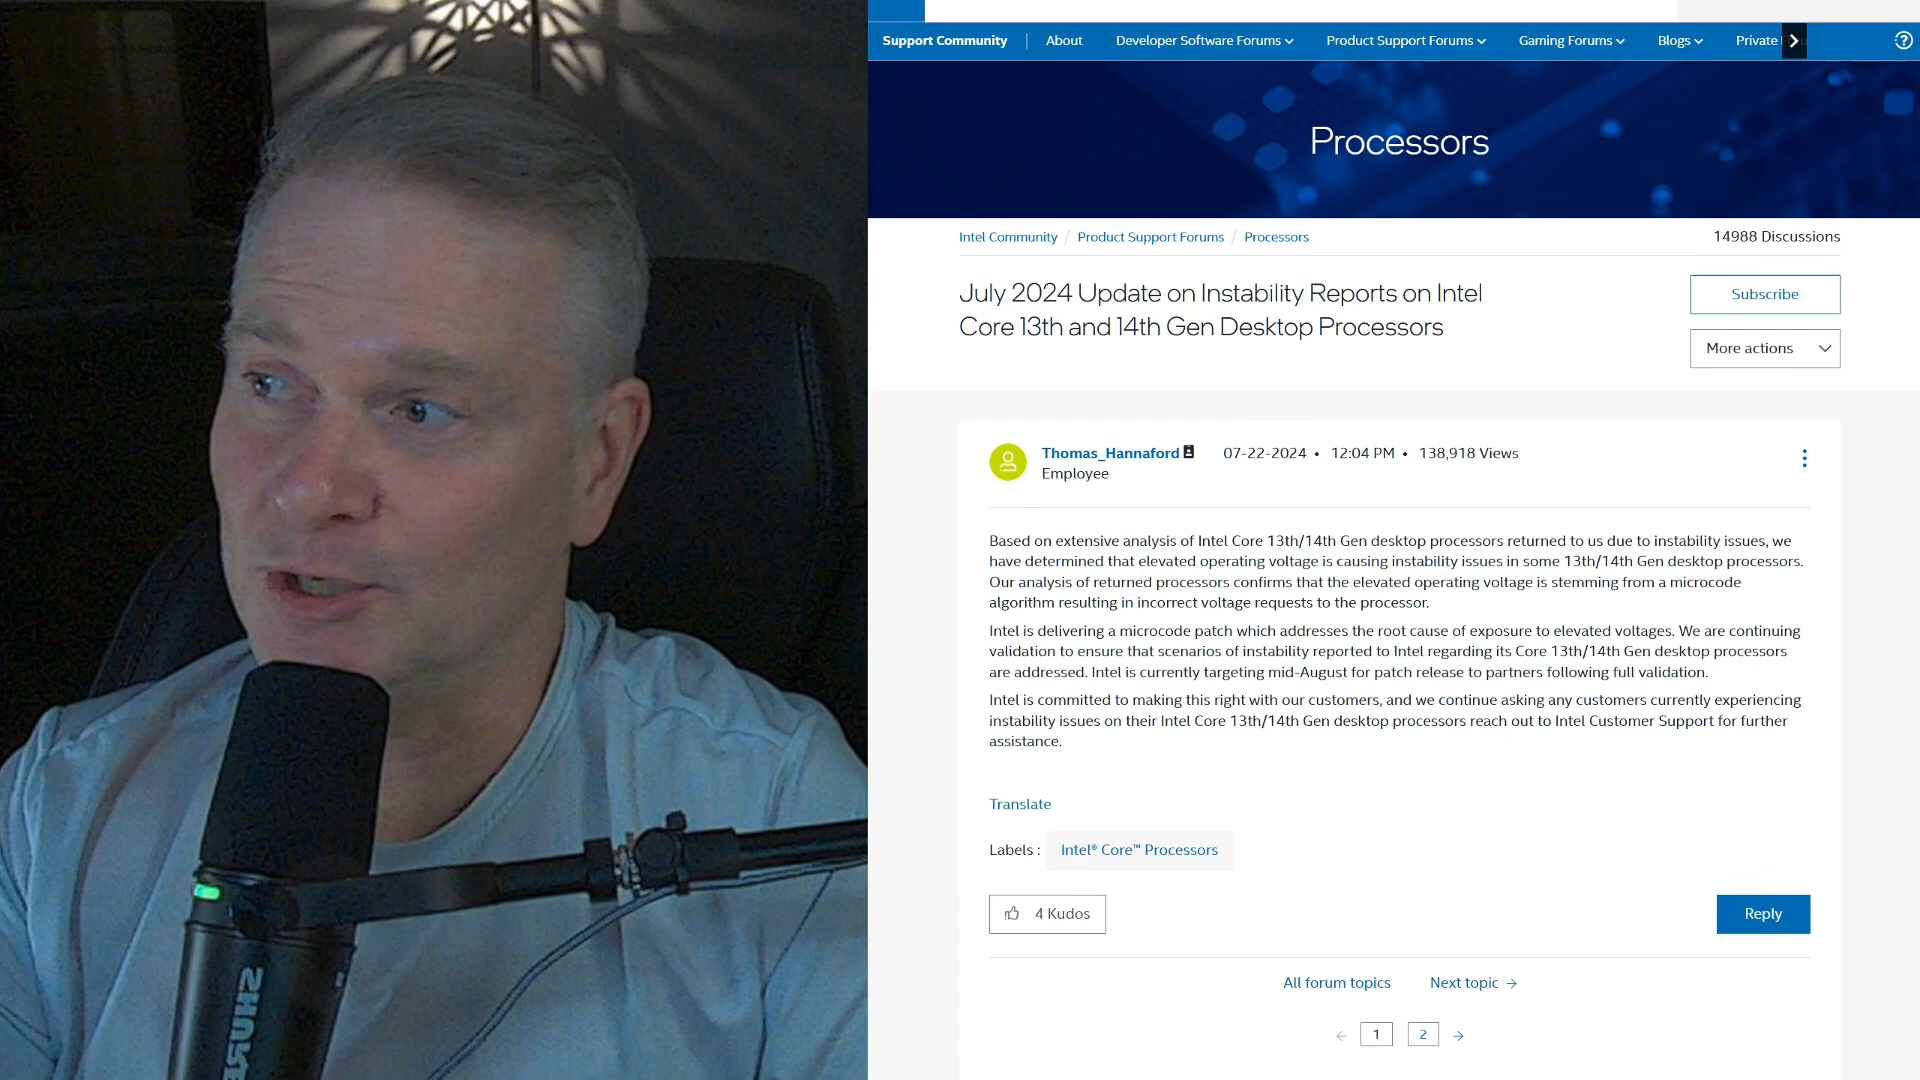 Support Community
About
Developer Software Forums
Product Support Forums
Gaming Forums
Blogs
Private
Processors
Intel Community / Product Support Forums / Processors
14988 Discussions
July 2024 Update on Instability Reports on Intel
Core 13th and 14th Gen Desktop Processors
Subscribe
More actions
Thomas_Hannaford
07-22-2024 • 12:04 PM • 138,918 Views
Employee
Based on extensive analysis of Intel Core 13th/14th Gen desktop processors returned to us due to instability issues, we
have determined that elevated operating voltage is causing instability issues in some 13th/14th Gen desktop processors.
Our analysis of returned processors confirms that the elevated operating voltage is stemming from a microcode
algorithm resulting in incorrect voltage requests to the processor.
Intel is delivering a microcode patch which addresses the root cause of exposure to elevated voltages. We are continuing
validation to ensure that scenarios of instability reported to Intel regarding its Core 13th/14th Gen desktop processors
are addressed. Intel is currently targeting mid-August for patch release to partners following full validation.
Intel is committed to making this right with our customers, and we continue asking any customers currently experiencing
instability issues on their Intel Core 13th/14th Gen desktop processors reach out to Intel Customer Support for further
assistance.
Translate
Labels :
Intel® Core™ Processors
4 Kudos
Reply
All forum topics
Next topic →
← 1 2 →
SHURE